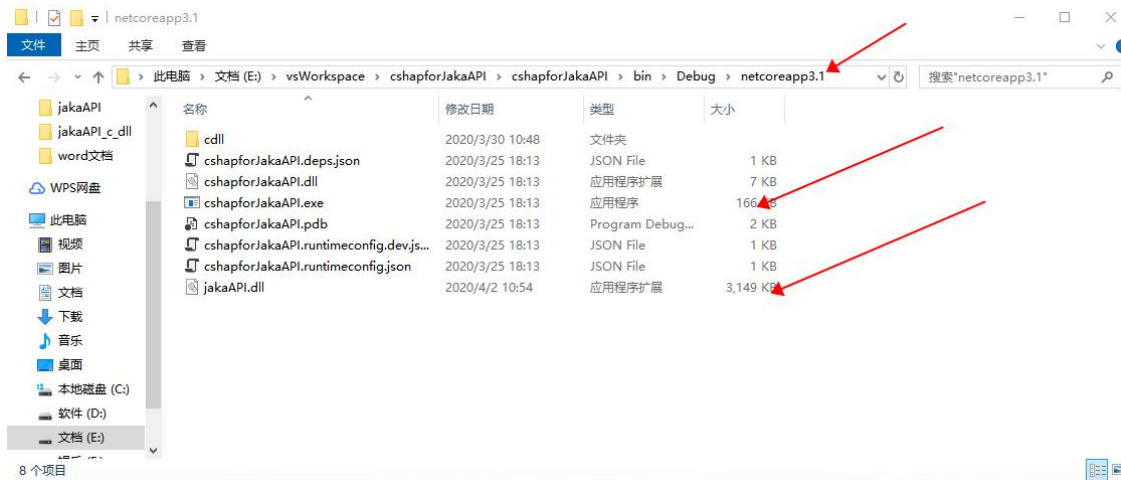 netcoreapp3.1
文件 主页 共享 查看
此电脑 › 文档 (E:) › vsWorkspace › cshapforJakaAPI › cshapforJakaAPI › bin › Debug › netcoreapp3.1 搜索"netcoreapp3.1"
jakaAPI
jakaAPI_c_dll
word文档
WPS网盘
此电脑
视频
图片
文档
下载
音乐
桌面
本地磁盘 (C:)
软件 (D:)
文档 (E:)
名称 修改日期 类型 大小
cdll 2020/3/30 10:48 文件夹
cshapforJakaAPI.deps.json 2020/3/25 18:13 JSON File 1 KB
cshapforJakaAPI.dll 2020/3/25 18:13 应用程序扩展 7 KB
cshapforJakaAPI.exe 2020/3/25 18:13 应用程序 166 KB
cshapforJakaAPI.pdb 2020/3/25 18:13 Program Debug... 2 KB
cshapforJakaAPI.runtimeconfig.dev.js... 2020/3/25 18:13 JSON File 1 KB
cshapforJakaAPI.runtimeconfig.json 2020/3/25 18:13 JSON File 1 KB
jakaAPI.dll 2020/4/2 10:54 应用程序扩展 3,149 KB
8 个项目